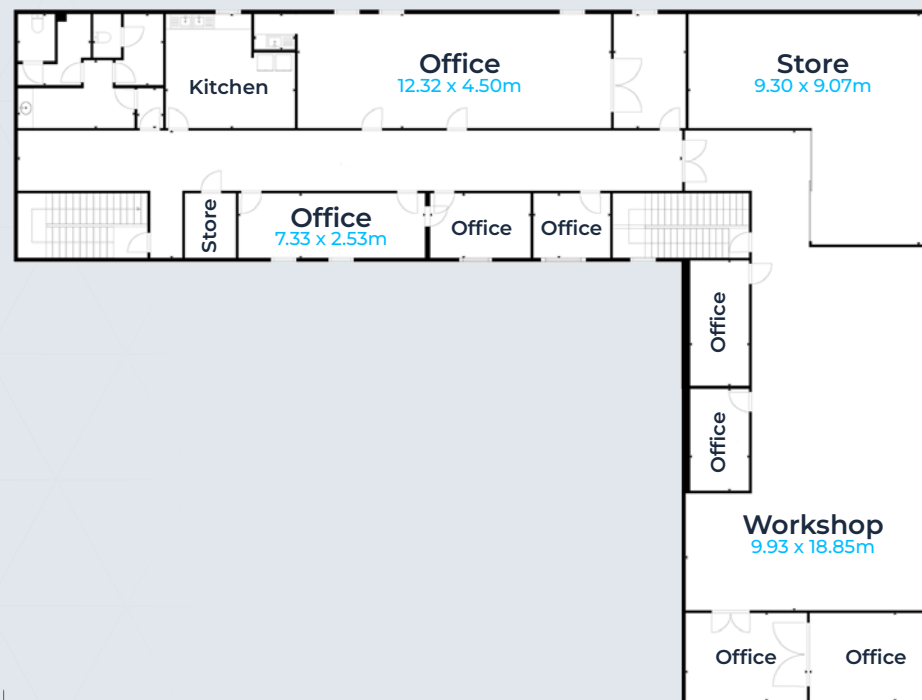 Office
12.32 x 4.50m
Store
9.30 x 9.07m
Kitchen
Store
Office
7.33 x 2.53m
Office
Office
Office
Office
Workshop
9.93 x 18.85m
Office
Office